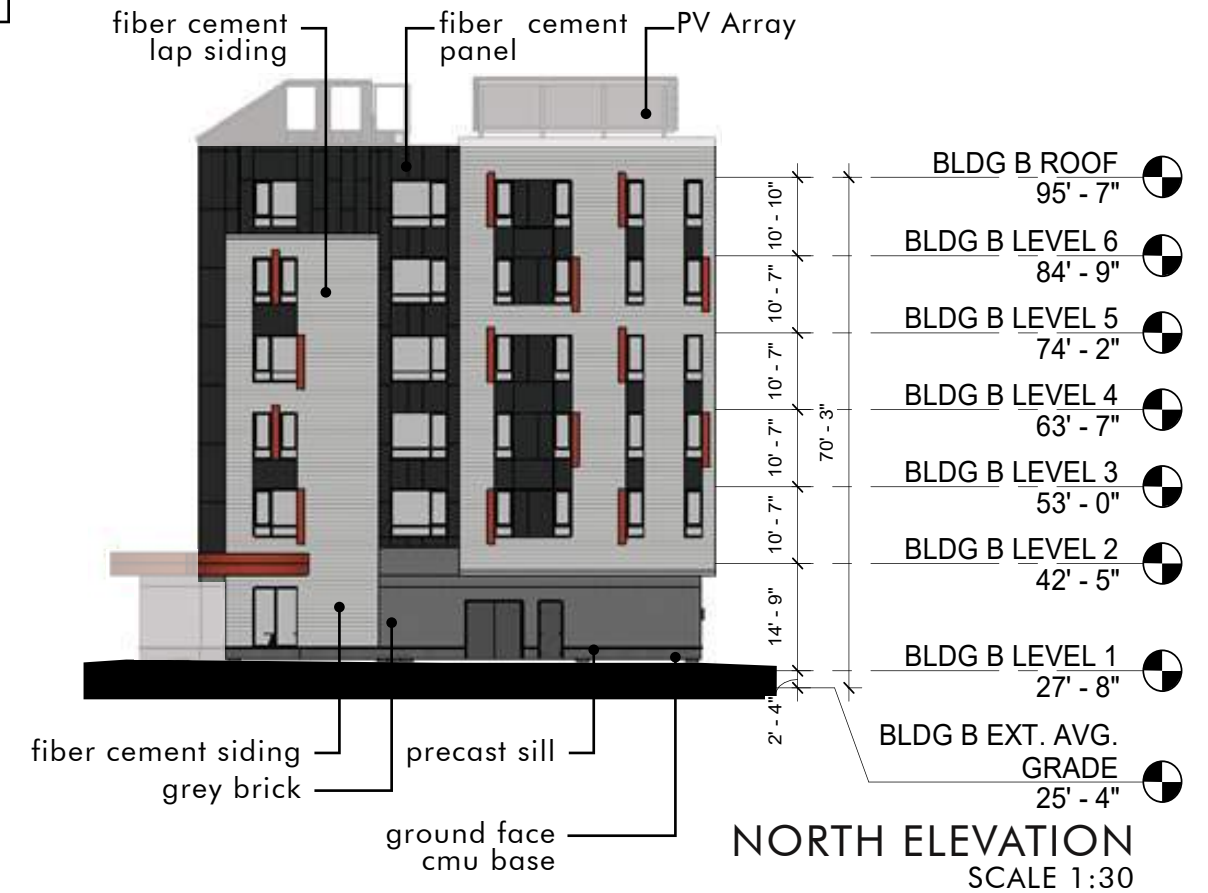 fiber cement
lap siding
fiber cement
panel
PV Array
BLDG B ROOF
95' - 7"
10' - 10"
BLDG B LEVEL 6
84' - 9"
10' - 7"
BLDG B LEVEL 5
74' - 2"
10' - 7"
BLDG B LEVEL 4
63' - 7"
10' - 7"
70' - 3"
BLDG B LEVEL 3
53' - 0"
10' - 7"
BLDG B LEVEL 2
42' - 5"
14' - 9"
BLDG B LEVEL 1
27' - 8"
2' - 4"
BLDG B EXT. AVG.
GRADE
25' - 4"
fiber cement siding
grey brick
precast sill
ground face
cmu base
NORTH ELEVATION
SCALE 1:30